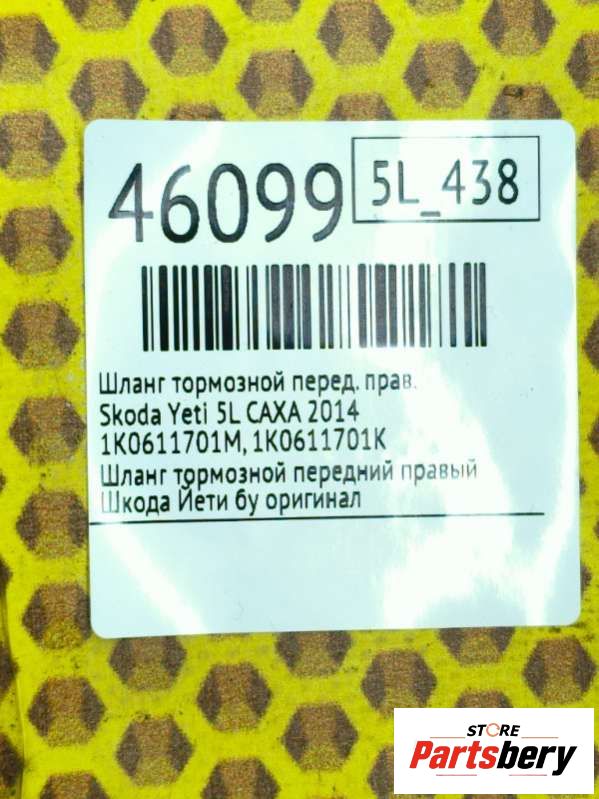 46099
5L_438
Шланг тормозной перед. прав.
Skoda Yeti 5L CAXA 2014
1K0611701M, 1K0611701K
Шланг тормозной передний правый
Шкода Йети бу оригинал
STORE
Partsbery